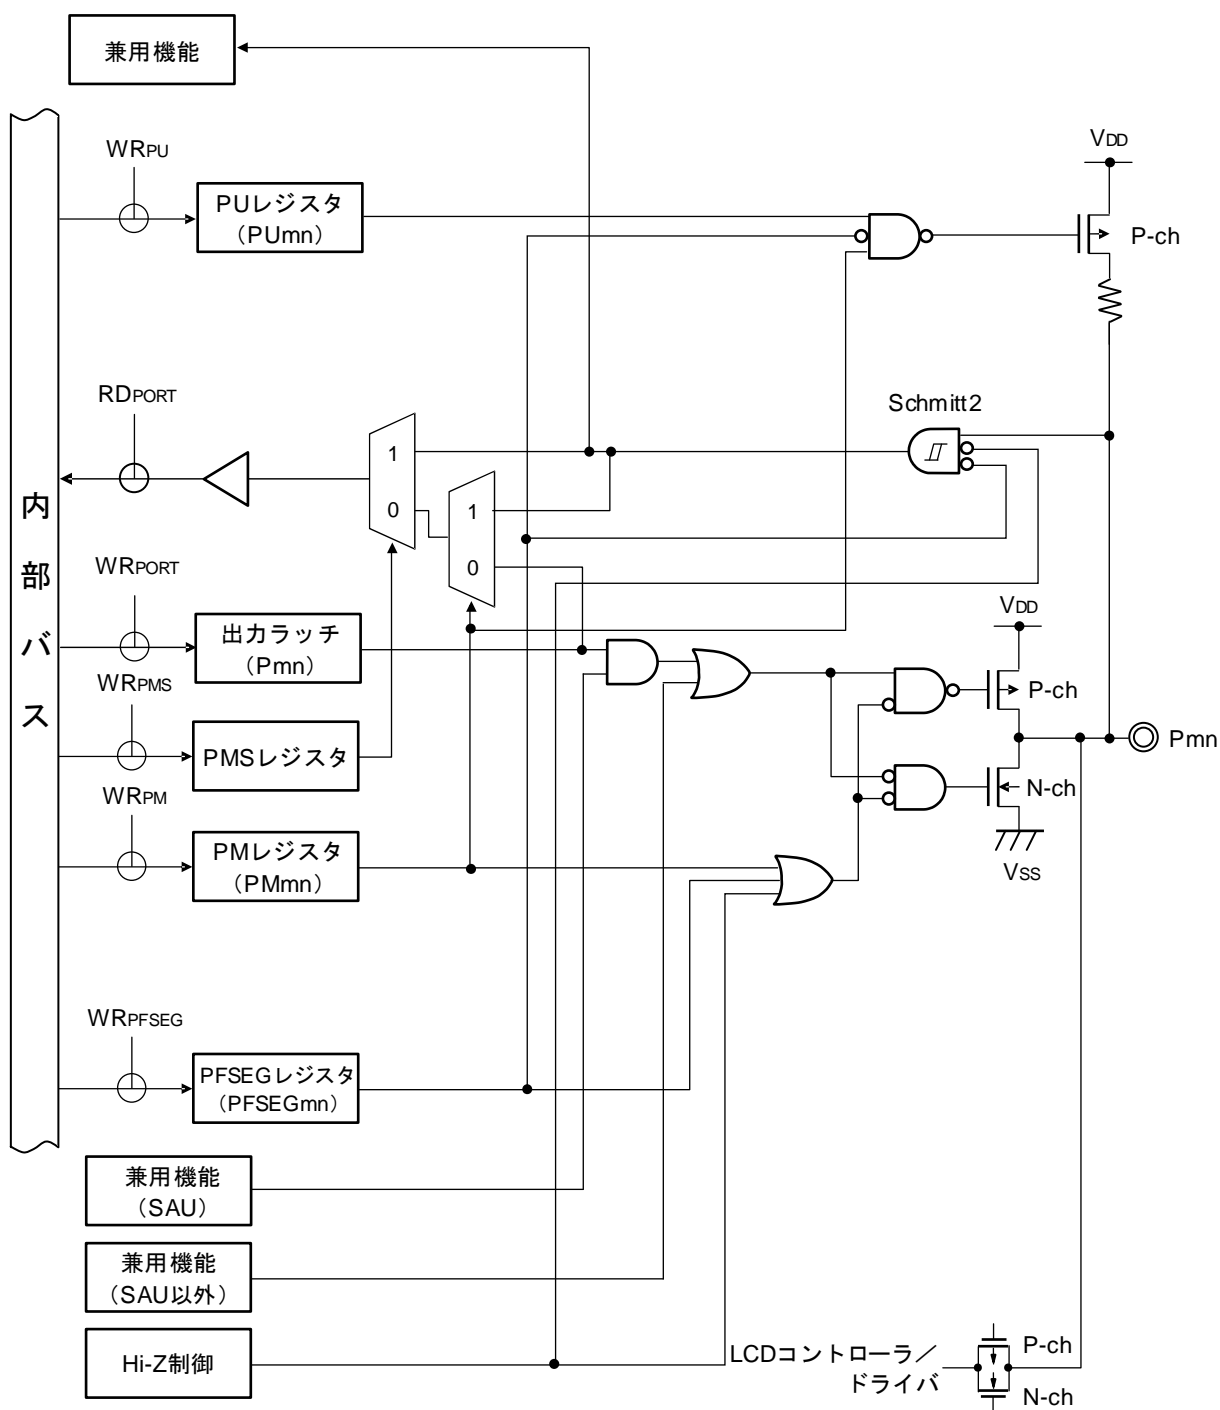 兼用機能
WRPU
PUレジスタ
(PUmn)
VDD
P-ch
RDPORT
Schmitt2
1
0
1
0
内部バス
WRPORT
出力ラッチ
(Pmn)
VDD
P-ch
WRPMS
PMSレジスタ
Pmn
WRPM
N-ch
PMレジスタ
(PMmn)
VSS
WRPFSEG
PFSEGレジスタ
(PFSEGmn)
兼用機能
(SAU)
兼用機能
(SAU以外)
Hi-Z制御
LCDコントローラ/
ドライバ
P-ch
N-ch